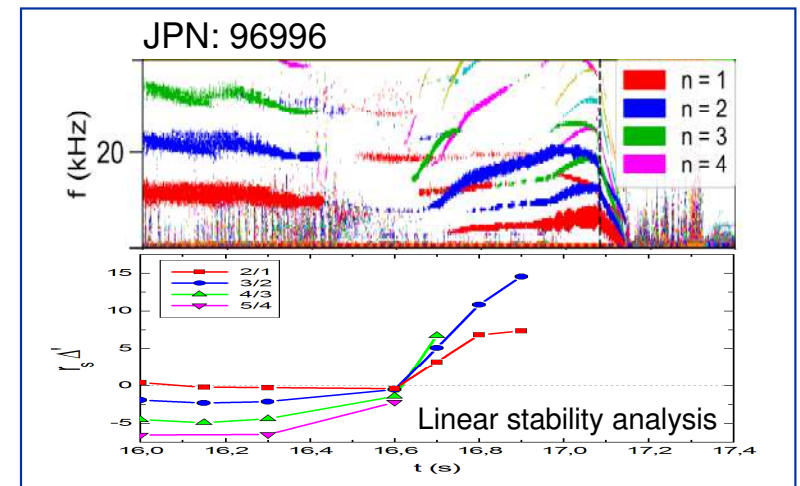 JPN: 96996
f (kHz)
20
n = 1
n = 2
n = 3
n = 4
r_s Δ'
15
10
5
0
-5
2/1
3/2
4/3
5/4
Linear stability analysis
16,0 16,2 16,4 16,6 16,8 17,0 17,2 17,4
t (s)